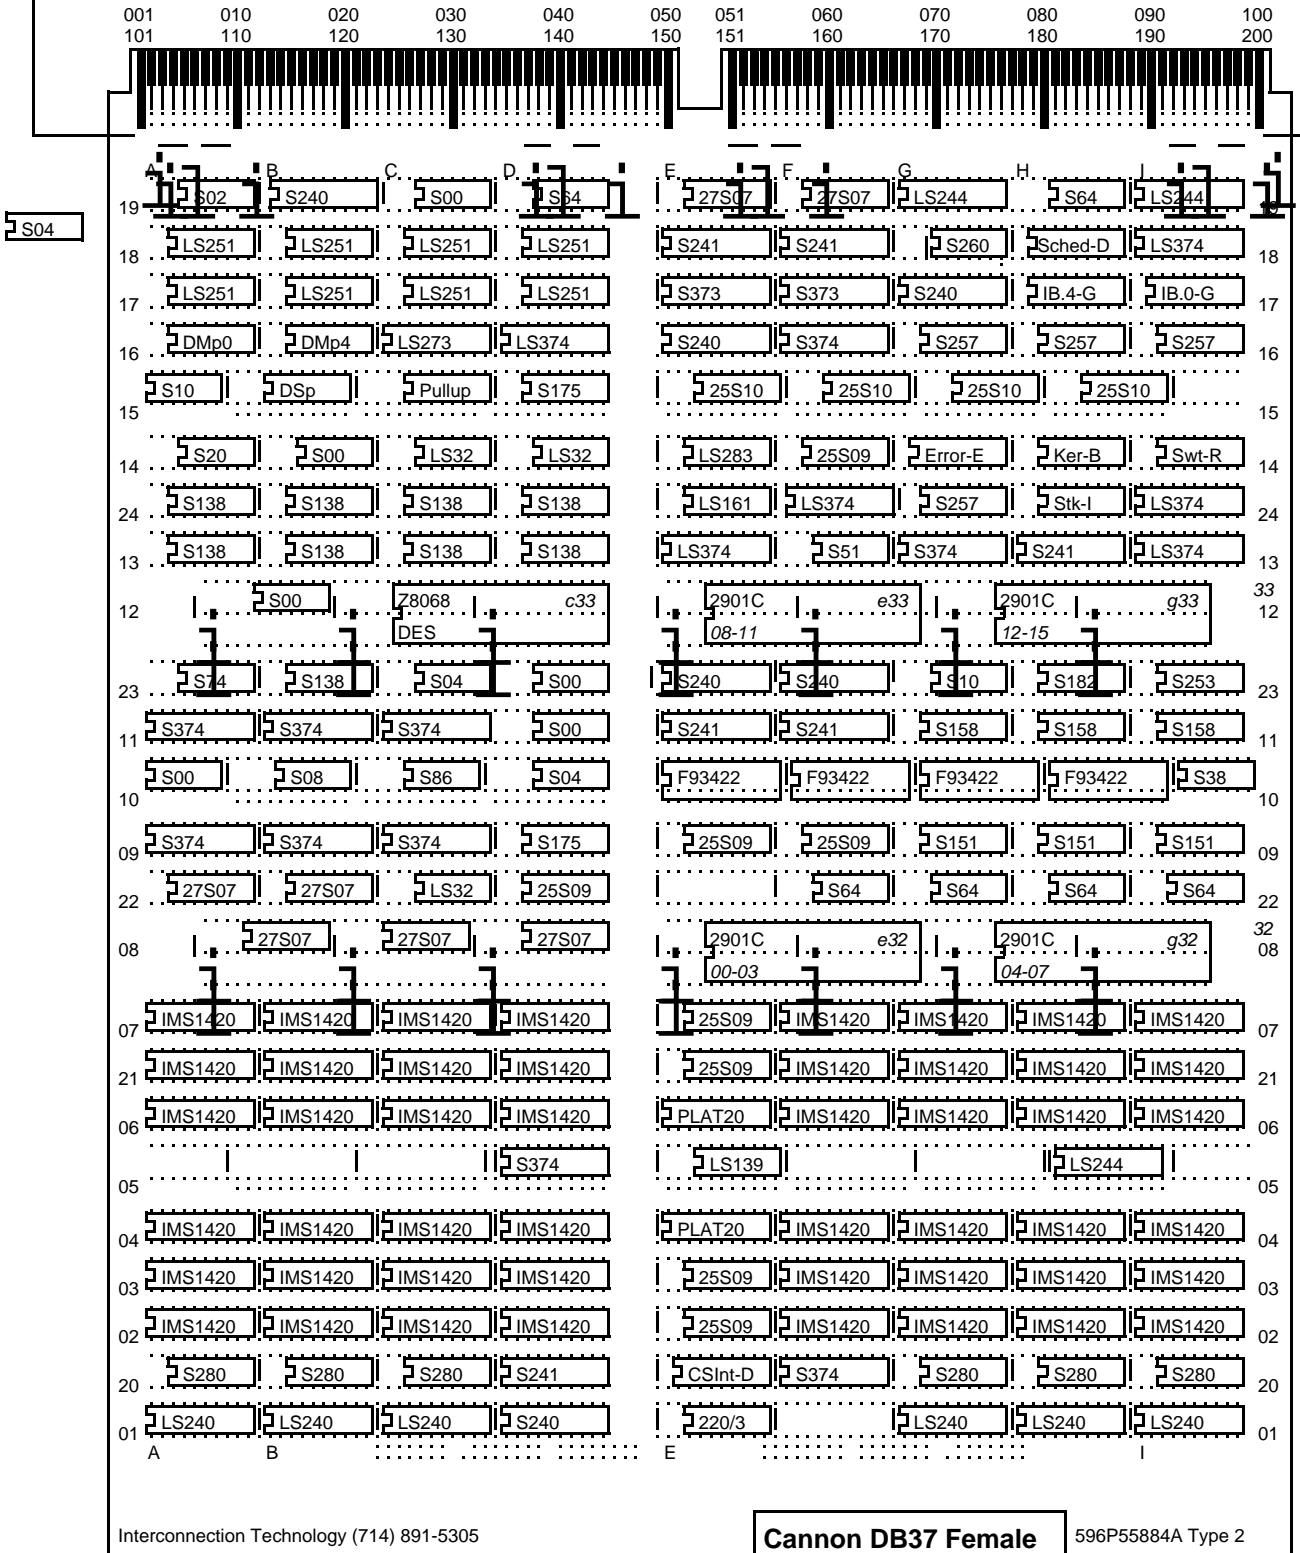 001 010 020 030 040 050 051 060 070 080 090 100
101 110 120 130 140 150 151 160 170 180 190 200
A B C D E F G H I
19 S02 S240 S00 S64 27S07 27S07 LS244 S64 LS244 19
S04
18 LS251 LS251 LS251 LS251 S241 S241 S260 Sched-D LS374 18
17 LS251 LS251 LS251 LS251 S373 S373 S240 IB.4-G IB.0-G 17
16 DMp0 DMp4 LS273 LS374 S240 S374 S257 S257 S257 16
S10 DSp Pullup S175 25S10 25S10 25S10 25S10
15 15
14 S20 S00 LS32 LS32 LS283 25S09 Error-E Ker-B Swt-R 14
24 S138 S138 S138 S138 LS161 LS374 S257 Stk-I LS374 24
13 S138 S138 S138 S138 LS374 S51 S374 S241 LS374 13
S00 Z8068 c33 2901C e33 2901C g33 33
12 12
DES 08-11 12-15
23 S74 S138 S04 S00 S240 S240 S10 S182 S253 23
11 S374 S374 S374 S00 S241 S241 S158 S158 S158 11
S00 S08 S86 S04 F93422 F93422 F93422 F93422 S38
10 10
09 S374 S374 S374 S175 25S09 25S09 S151 S151 S151 09
22 27S07 27S07 LS32 25S09 S64 S64 S64 S64 22
27S07 27S07 27S07 2901C e32 2901C g32 32
08 08
00-03 04-07
07 IMS1420 IMS1420 IMS1420 IMS1420 25S09 IMS1420 IMS1420 IMS1420 IMS1420 07
21 IMS1420 IMS1420 IMS1420 IMS1420 25S09 IMS1420 IMS1420 IMS1420 IMS1420 21
06 IMS1420 IMS1420 IMS1420 IMS1420 PLAT20 IMS1420 IMS1420 IMS1420 IMS1420 06
S374 LS139 LS244
05 05
04 IMS1420 IMS1420 IMS1420 IMS1420 PLAT20 IMS1420 IMS1420 IMS1420 IMS1420 04
03 IMS1420 IMS1420 IMS1420 IMS1420 25S09 IMS1420 IMS1420 IMS1420 IMS1420 03
02 IMS1420 IMS1420 IMS1420 IMS1420 25S09 IMS1420 IMS1420 IMS1420 IMS1420 02
20 S280 S280 S280 S241 CSInt-D S374 S280 S280 S280 20
01 LS240 LS240 LS240 S240 220/3 LS240 LS240 LS240 01
A B E I
Interconnection Technology (714) 891-5305 Cannon DB37 Female 596P55884A Type 2